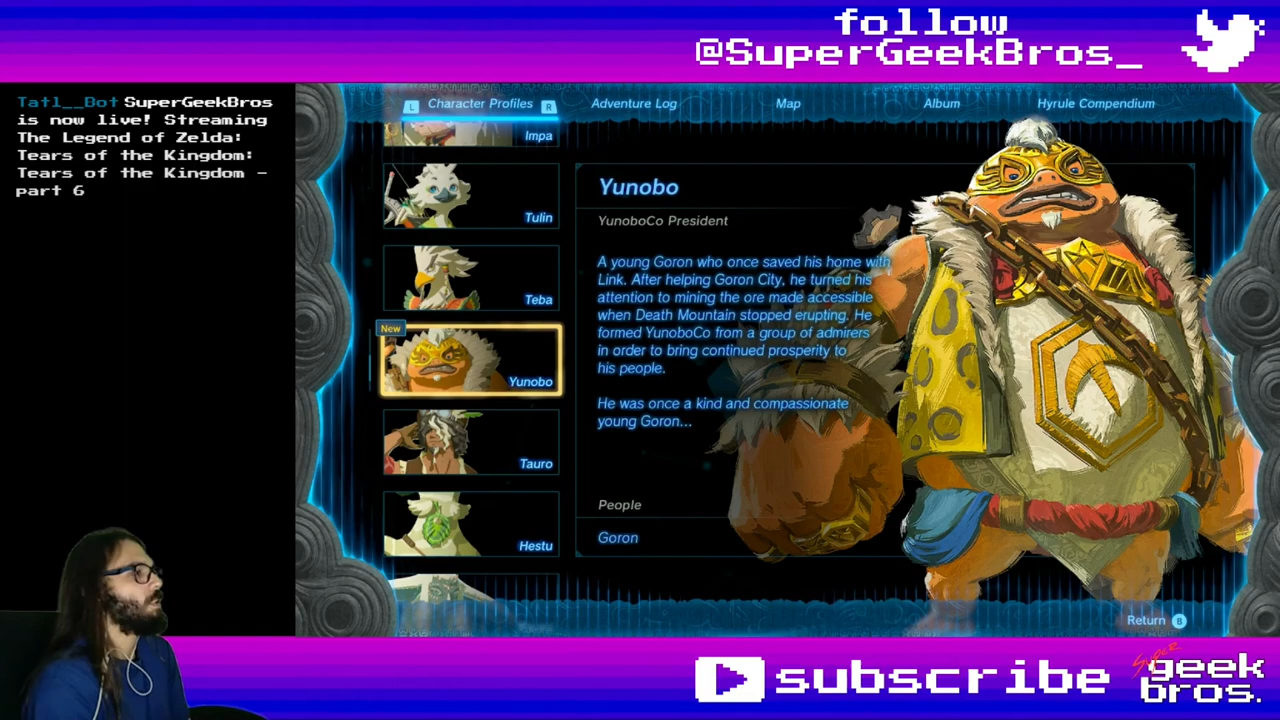 follow
@SuperGeekBros_
Tatl__Bot SuperGeekBros
is now live! Streaming
The Legend of Zelda:
Tears of the Kingdom:
Tears of the Kingdom -
part 6
L Character Profiles R
Adventure Log
Map
Album
Hyrule Compendium
Impa
Tulin
Teba
New
Yunobo
Tauro
Hestu
Yunobo
YunoboCo President
A young Goron who once saved his home with
Link. After helping Goron City, he turned his
attention to mining the ore made accessible
when Death Mountain stopped erupting. He
formed YunoboCo from a group of admirers
in order to bring continued prosperity to
his people.
He was once a kind and compassionate
young Goron...
People
Goron
Return B
subscribe
super
geek
bros.